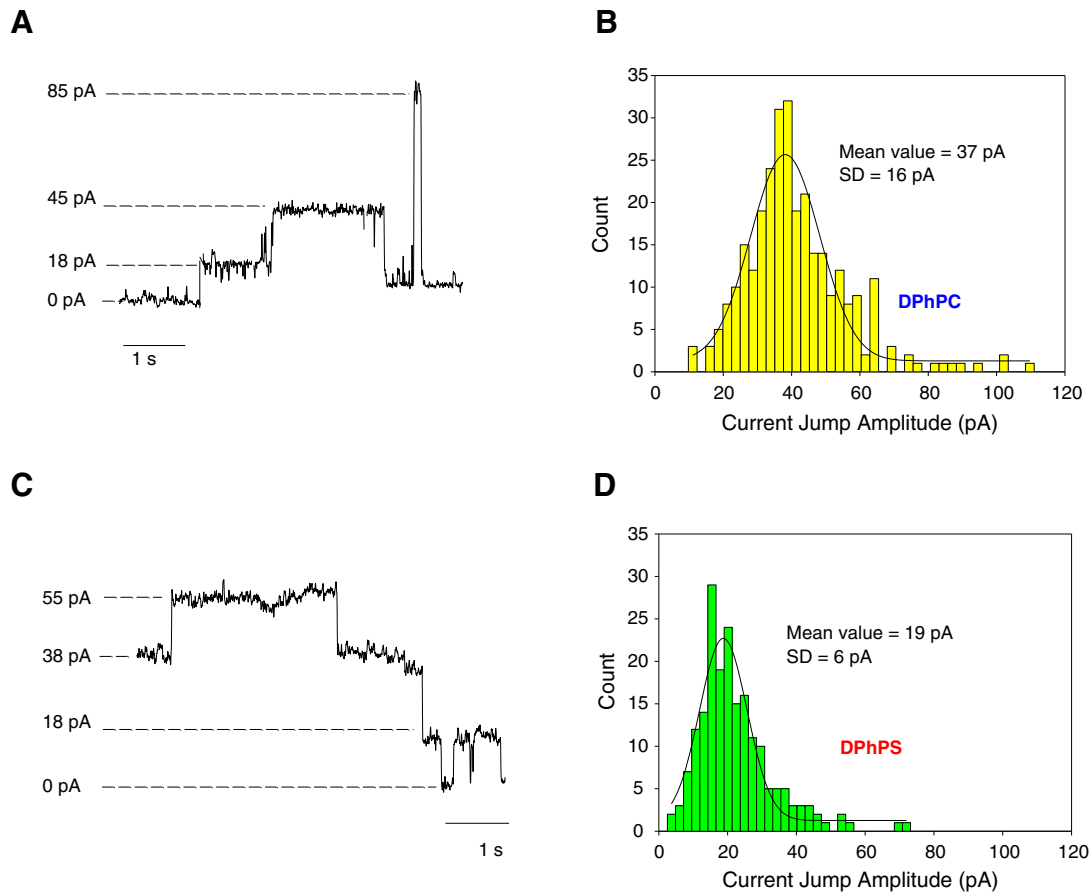 A
85 pA
45 pA
18 pA
0 pA
1 s
B
35
30
25
20
15
10
5
0
Count
Mean value = 37 pA
SD = 16 pA
DPhPC
0 20 40 60 80 100 120
Current Jump Amplitude (pA)
C
55 pA
38 pA
18 pA
0 pA
1 s
D
35
30
25
20
15
10
5
0
Count
Mean value = 19 pA
SD = 6 pA
DPhPS
0 20 40 60 80 100 120
Current Jump Amplitude (pA)